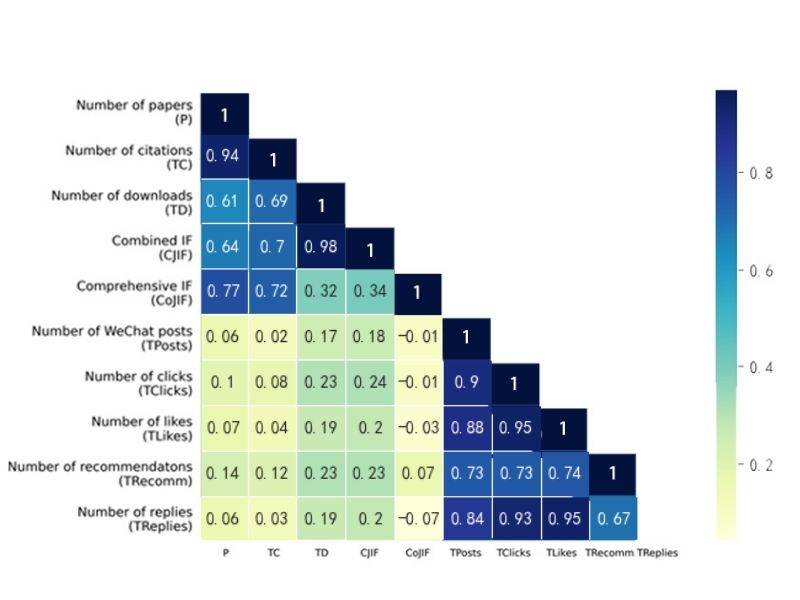 Number of papers
(P)
1
Number of citations
(TC)
0.94 1
0.8
Number of downloads
(TD)
0.61 0.69 1
Combined IF
(CJIF)
0.64 0.7 0.98 1
0.6
Comprehensive IF
(CoJIF)
0.77 0.72 0.32 0.34 1
Number of WeChat posts
(TPosts)
0.06 0.02 0.17 0.18 -0.01 1
0.4
Number of clicks
(TClicks)
0.1 0.08 0.23 0.24 -0.01 0.9 1
Number of likes
(TLikes)
0.07 0.04 0.19 0.2 -0.03 0.88 0.95 1
Number of recommendatons
(TRecomm)
0.14 0.12 0.23 0.23 0.07 0.73 0.73 0.74 1
0.2
Number of replies
(TReplies)
0.06 0.03 0.19 0.2 -0.07 0.84 0.93 0.95 0.67
P TC TD CJIF CoJIF TPosts TClicks TLikes TRecomm TReplies